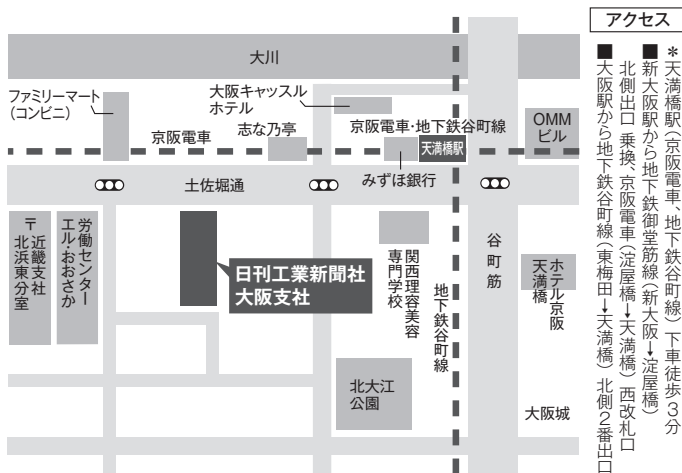 アクセス
＊天満橋駅(京阪電車、地下鉄谷町線)下車徒歩3分
■新大阪駅から地下鉄御堂筋線(新大阪→淀屋橋)
北側出口 乗換、京阪電車(淀屋橋→天満橋)西改札口
■大阪駅から地下鉄谷町線(東梅田→天満橋)北側2番出口
大川
ファミリーマート
(コンビニ)
大阪キャッスル
ホテル
京阪電車
志な乃亭
京阪電車・地下鉄谷町線
天満橋駅
OMM
ビル
みずほ銀行
土佐堀通
〒近畿支社
北浜東分室
労働センター
エル・おおさか
日刊工業新聞社
大阪支社
関西理容美容
専門学校
地下鉄谷町線
谷町筋
ホテル京阪
天満橋
北大江
公園
大阪城